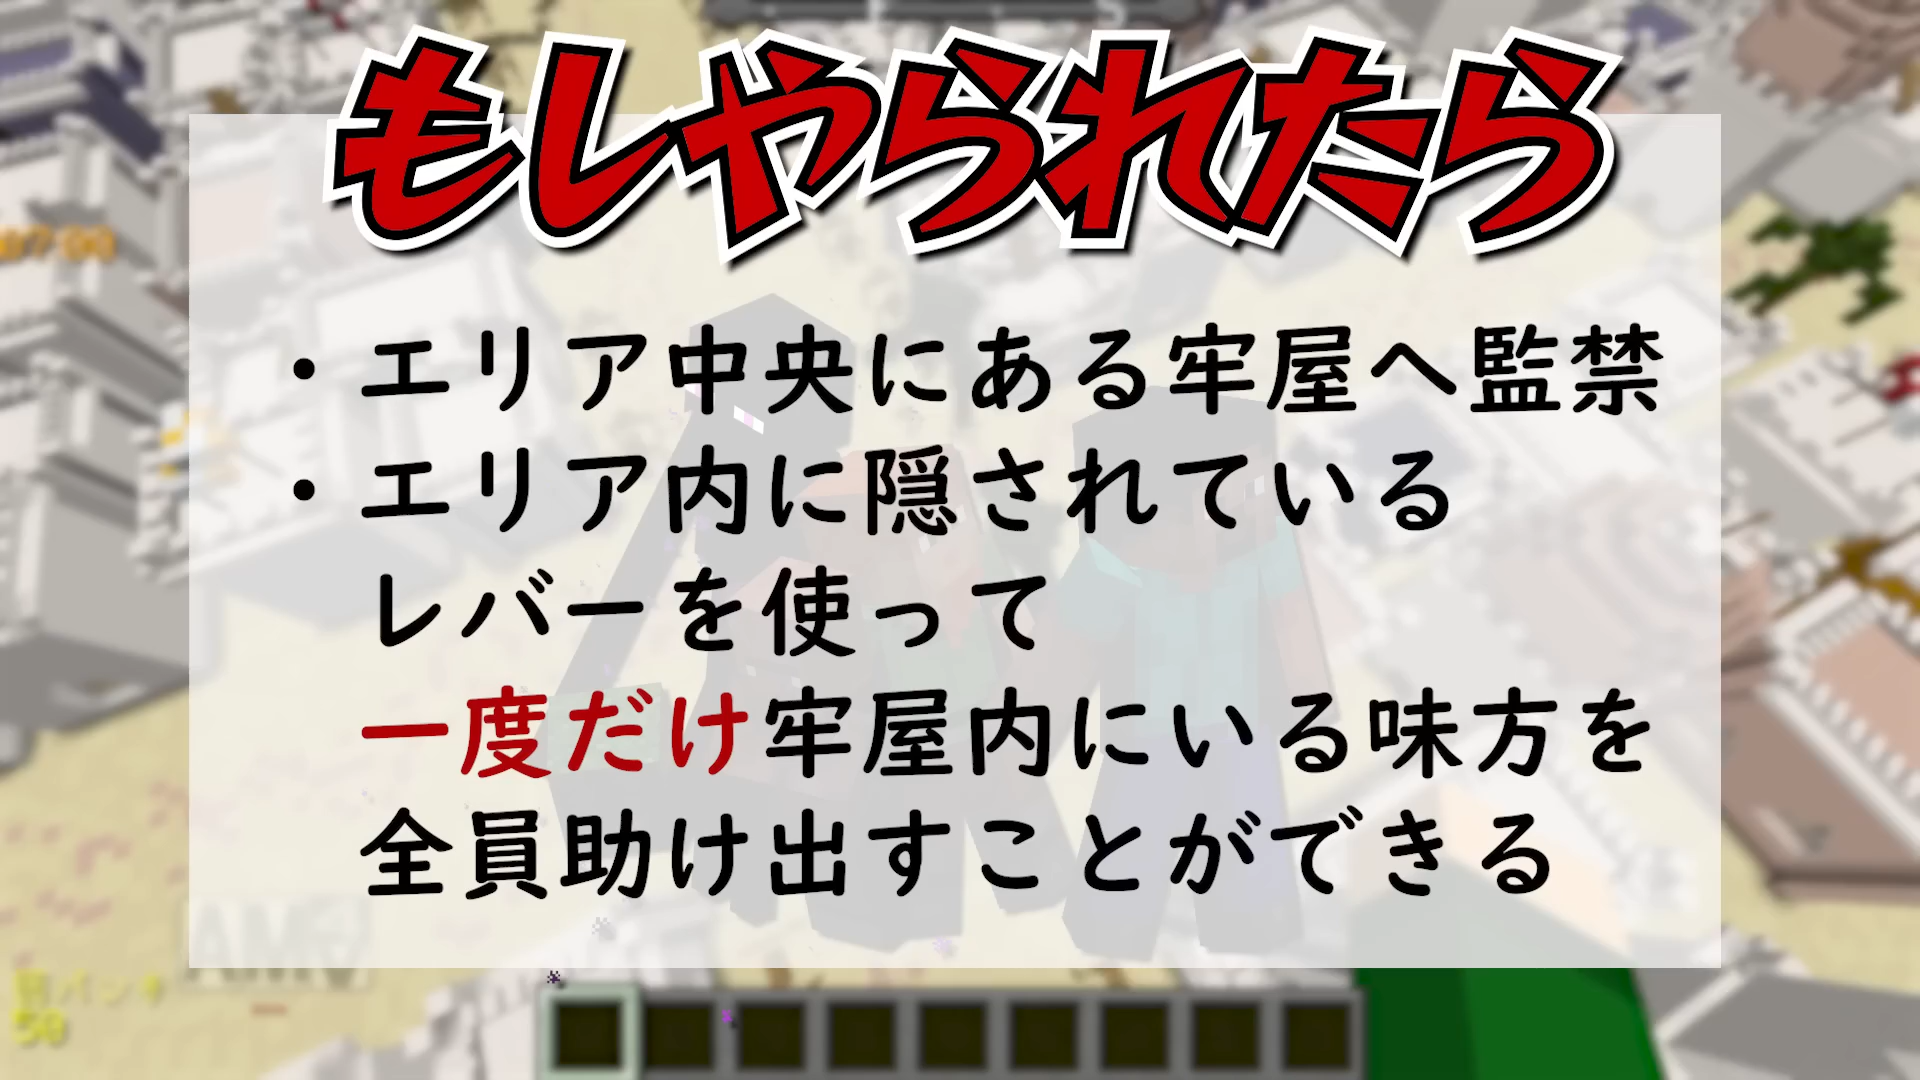 もしやられたら
・エリア中央にある牢屋へ監禁
・エリア内に隠されている
レバーを使って
一度だけ牢屋内にいる味方を
全員助け出すことができる
50